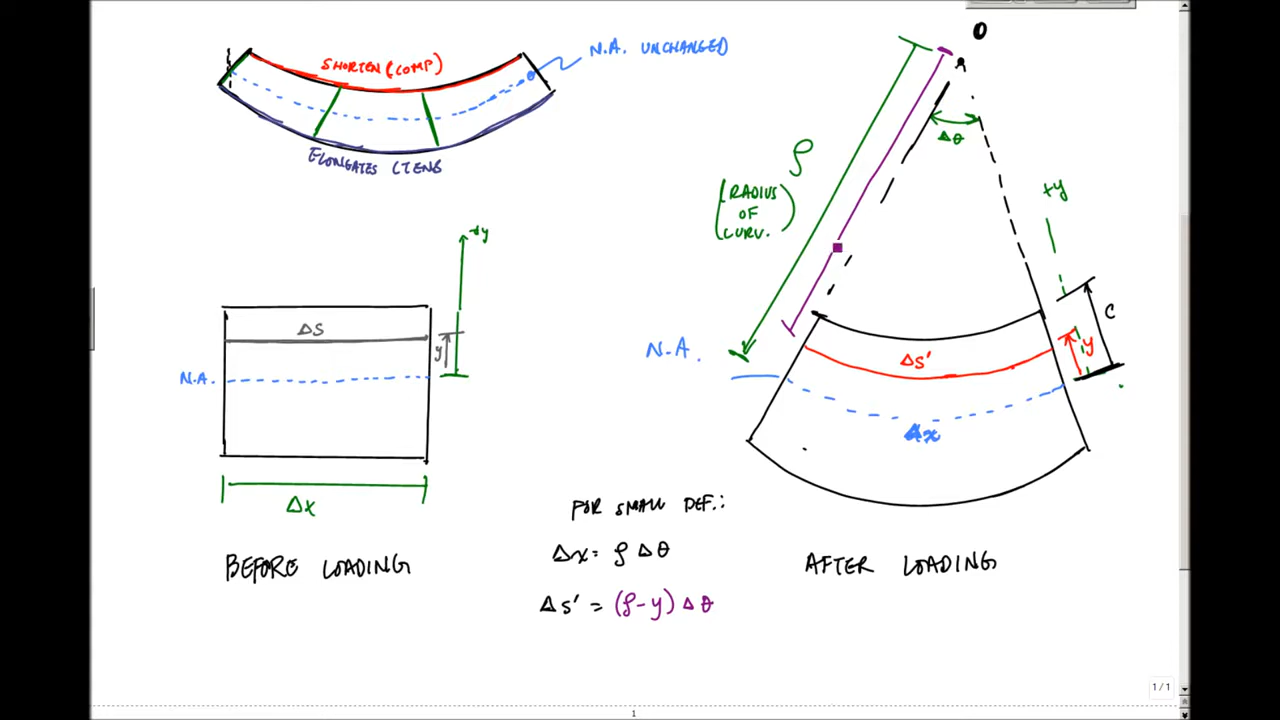 O
N.A. UNCHANGED
SHORTEN (COMP)
ELONGATES (TENS
Δθ
ρ
(RADIUS
OF
CURV.)
+y
+y
C
ΔS
y
N.A.
N.A.
ΔS'
y
Δx
Δx
FOR SMALL DEF.:
Δx = ρ Δθ
ΔS' = (ρ-y) Δθ
BEFORE LOADING
AFTER LOADING
1/1
1